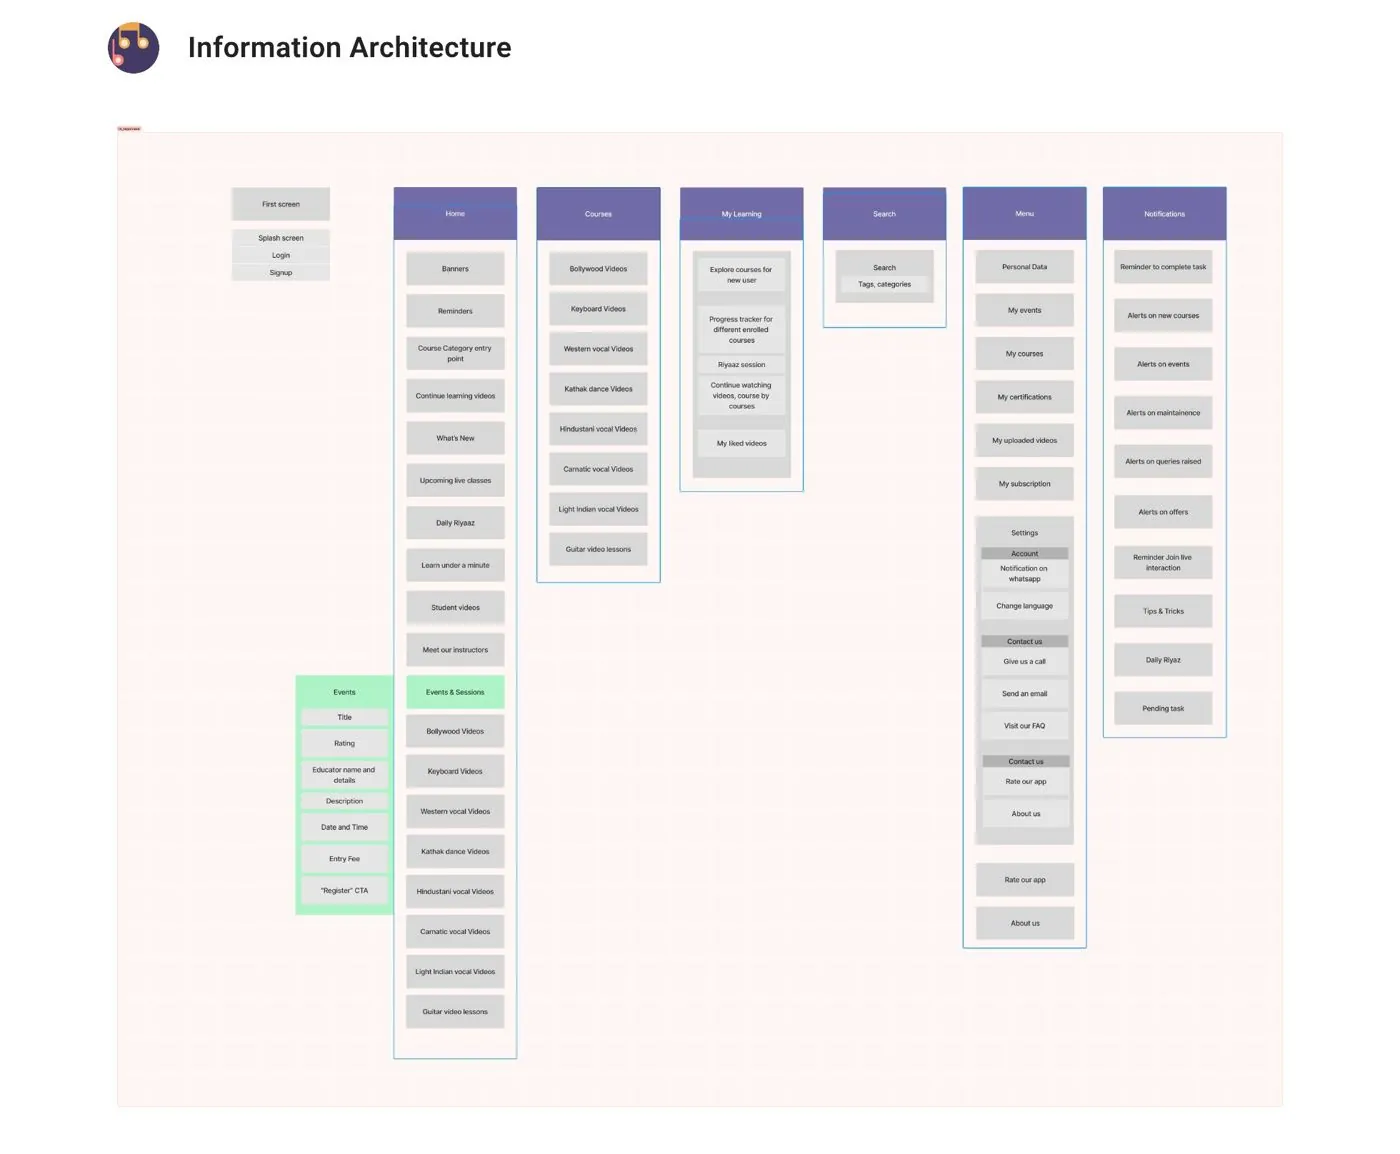 Information Architecture
First screen
Splash screen
Login
Signup
Home
Banners
Reminders
Course Category entry
point
Continue learning videos
What's New
Upcoming live classes
Daily Riyaaz
Learn under a minute
Student videos
Meet our instructors
Events & Sessions
Bollywood Videos
Keyboard Videos
Western vocal Videos
Kathak dance Videos
Hindustani vocal Videos
Carnatic vocal Videos
Light Indian vocal Videos
Guitar video lessons
Events
Title
Rating
Educator name and
details
Description
Date and Time
Entry Fee
"Register" CTA
Courses
Bollywood Videos
Keyboard Videos
Western vocal Videos
Kathak dance Videos
Hindustani vocal Videos
Carnatic vocal Videos
Light Indian vocal Videos
Guitar video lessons
My Learning
Explore courses for
new user
Progress tracker for
different enrolled
courses
Riyaaz session
Continue watching
videos, course by
courses
My liked videos
Search
Search
Tags, categories
Menu
Personal Data
My events
My courses
My certifications
My uploaded videos
My subscription
Settings
Account
Notification on
whatsapp
Change language
Contact us
Give us a call
Send an email
Visit our FAQ
Contact us
Rate our app
About us
Rate our app
About us
Notifications
Reminder to complete task
Alerts on new courses
Alerts on events
Alerts on maintainence
Alerts on queries raised
Alerts on offers
Reminder Join live
interaction
Tips & Tricks
Daily Riyaz
Pending task